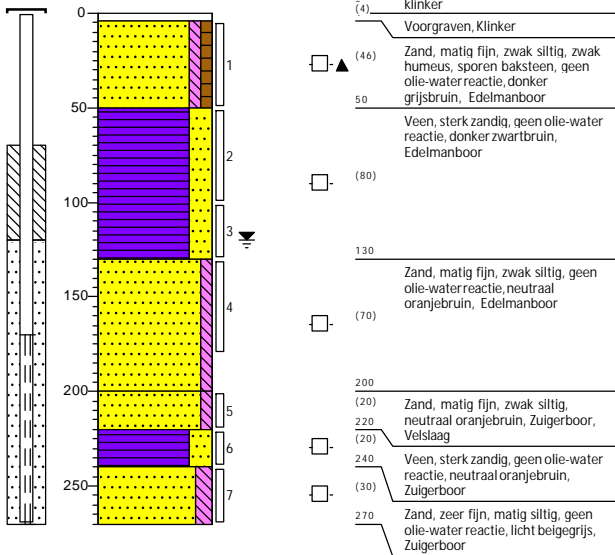 klinker
(4)
Voorgraven, Klinker
(46)
Zand, matig fijn, zwak siltig, zwak
humeus, sporen baksteen, geen
olie-waterreactie, donker
grijsbruin, Edelmanboor
50
Veen, sterk zandig, geen olie-water
reactie, donker zwartbruin,
Edelmanboor
(80)
130
Zand, matig fijn, zwak siltig, geen
olie-waterreactie, neutraal
oranjebruin, Edelmanboor
(70)
200
(20)
Zand, matig fijn, zwak siltig,
neutraal oranjebruin, Zuigerboor,
Velslaag
220
(20)
240
Veen, sterk zandig, geen olie-water
reactie, neutraal oranjebruin,
Zuigerboor
(30)
270
Zand, zeer fijn, matig siltig, geen
olie-water reactie, licht beigegrijs,
Zuigerboor
0
50
100
150
200
250
1
2
3
4
5
6
7